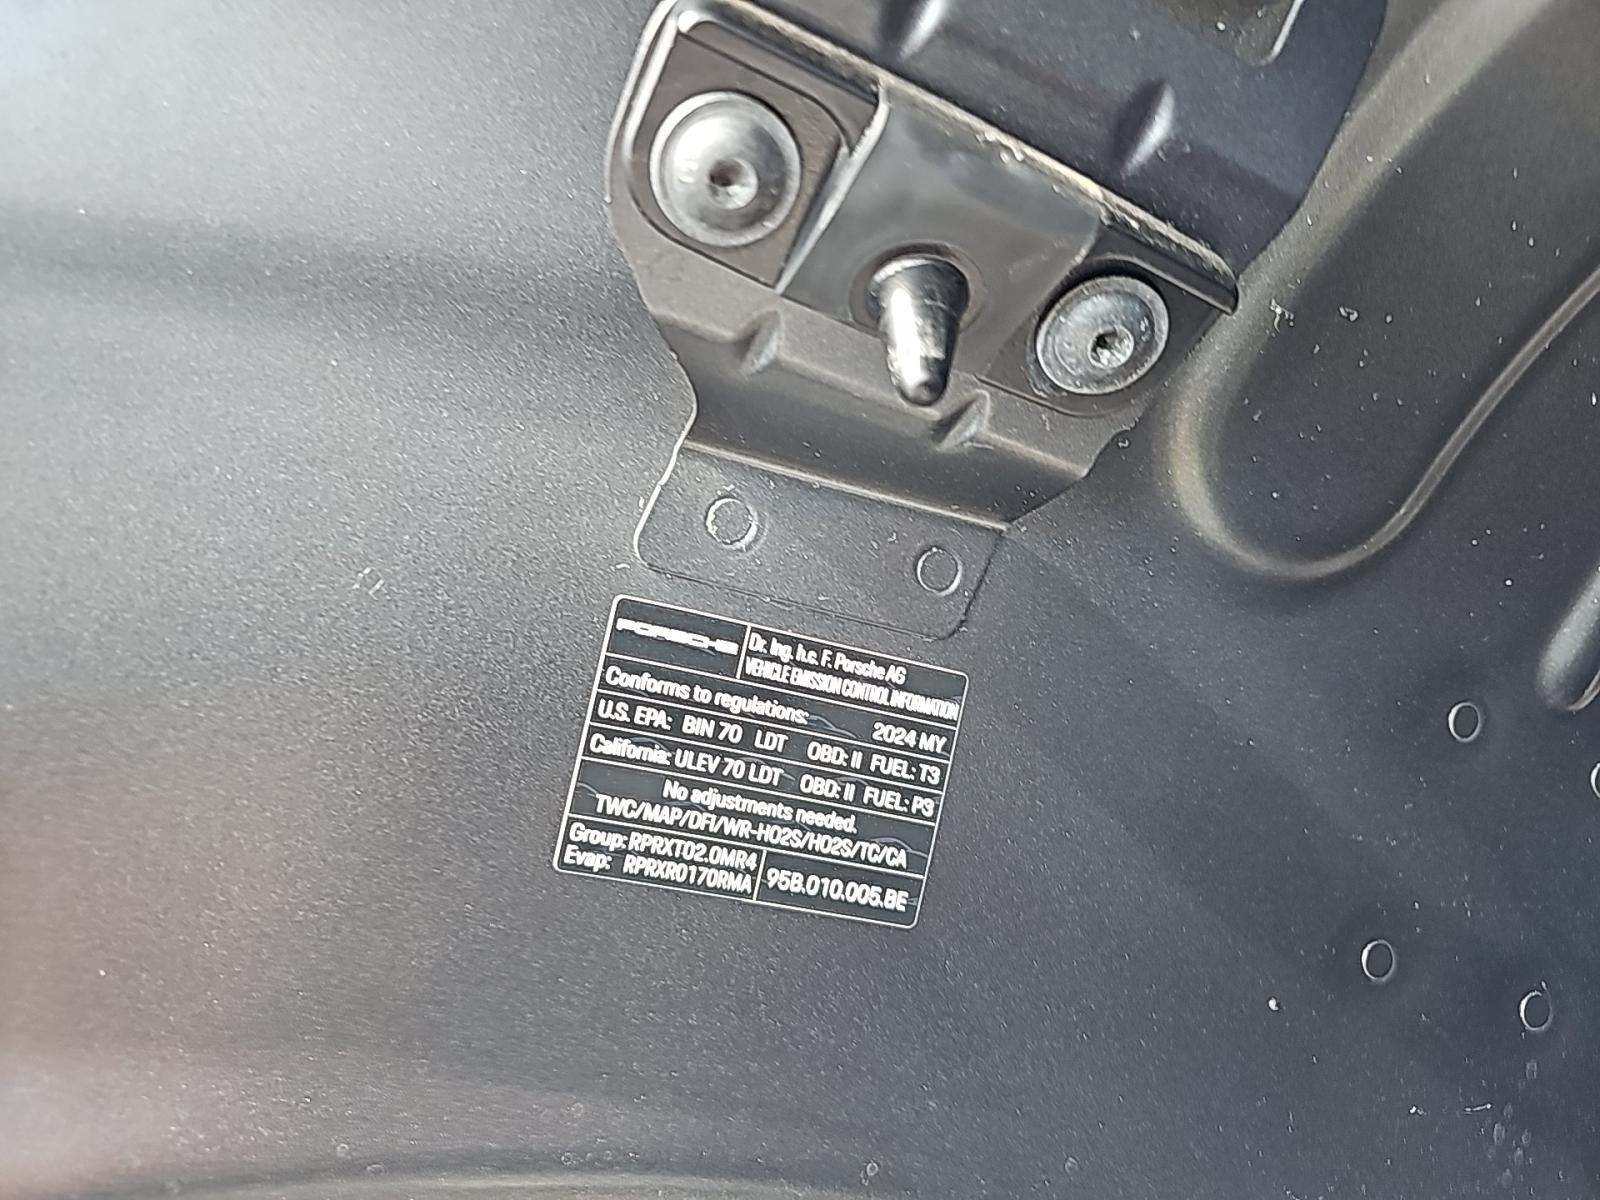 PORSCHE
Dr. Ing. h.c. F. Porsche AG
VEHICLE EMISSION CONTROL INFORMATION
Conforms to regulations: 2024 MY
U.S. EPA: BIN 70 LDT OBD: II FUEL: T3
California: ULEV 70 LDT OBD: II FUEL: P3
No adjustments needed.
TWC/MAP/DFI/WR-HO2S/HO2S/TC/CA
Group: RPRXT02.0MR4
Evap: RPRXR0170RMA
95B.010.005.BE